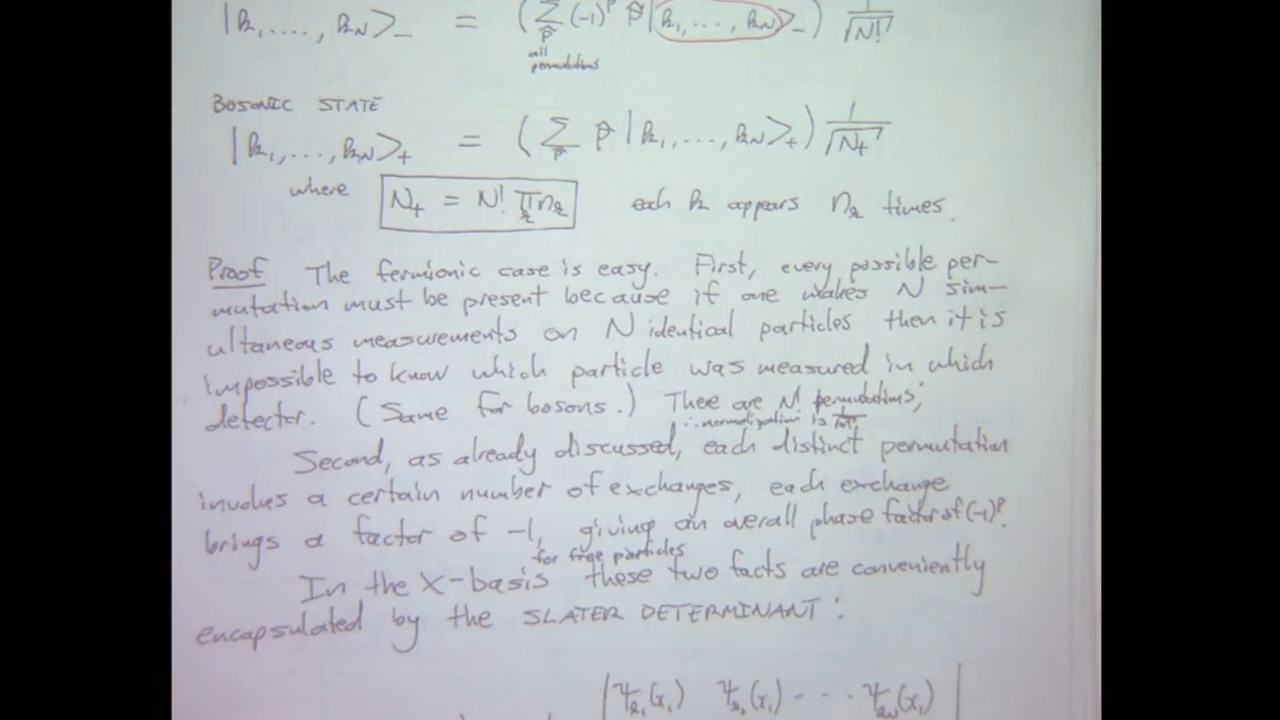 |k₁,....,k_N>₋ = (∑_P̂ (-1)^P P̂|k₁,...,k_N>₋) 1/√N!
all
permutations
BOSONIC STATE
|k₁,...,k_N>₊ = (∑_P̂ P̂|k₁,...,k_N>₊) 1/√N₊
where N₊ = N! ∏_k n_k each k appears n_k times.
Proof The fermionic case is easy. First, every possible per-
mutation must be present because if one makes N sim-
ultaneous measurements on N identical particles then it is
impossible to know which particle was measured in which
detector. (Same for bosons.) There are N! permutations;
∴ normalization is 1/√N!
Second, as already discussed, each distinct permutation
involves a certain number of exchanges, each exchange
brings a factor of -1, giving an overall phase factor of (-1)^P.
for free particles
In the x-basis these two facts are conveniently
encapsulated by the SLATER DETERMINANT:
|ψ_k₁(x₁) ψ_k₂(x₁) - - - ψ_k_N(x₁)|